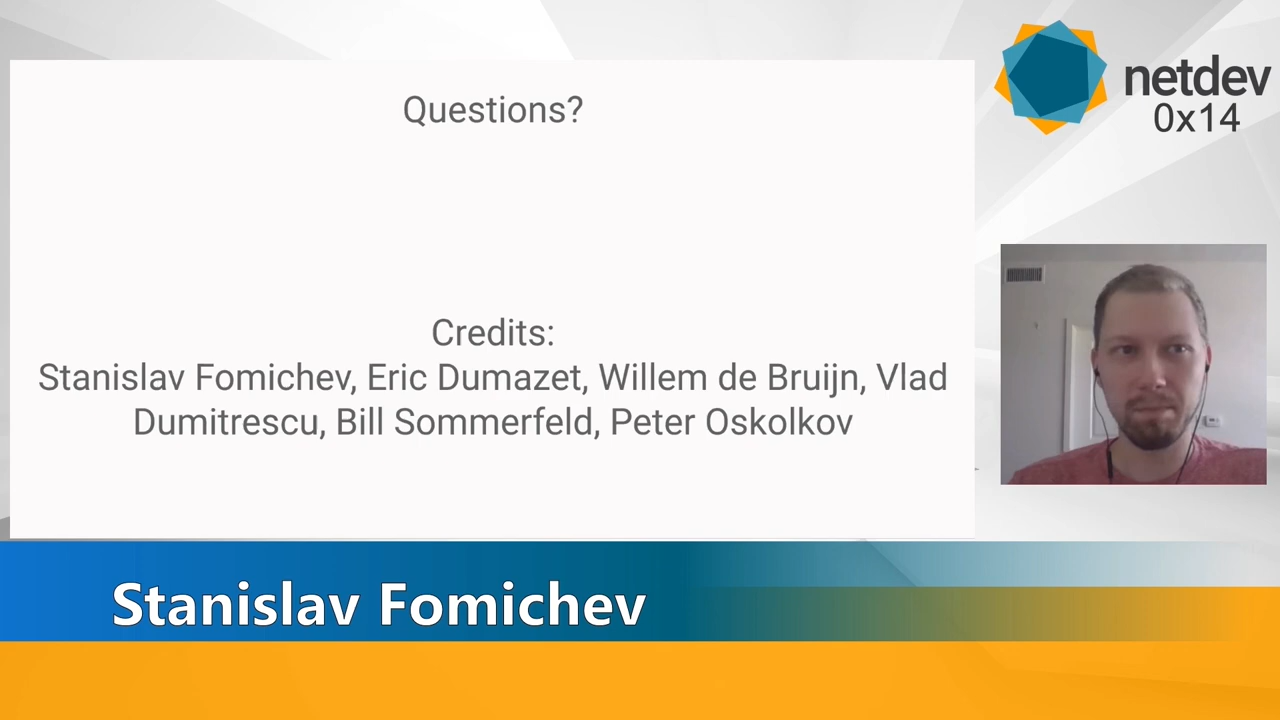 Questions?
Credits:
Stanislav Fomichev, Eric Dumazet, Willem de Bruijn, Vlad
Dumitrescu, Bill Sommerfeld, Peter Oskolkov
netdev
0x14
Stanislav Fomichev